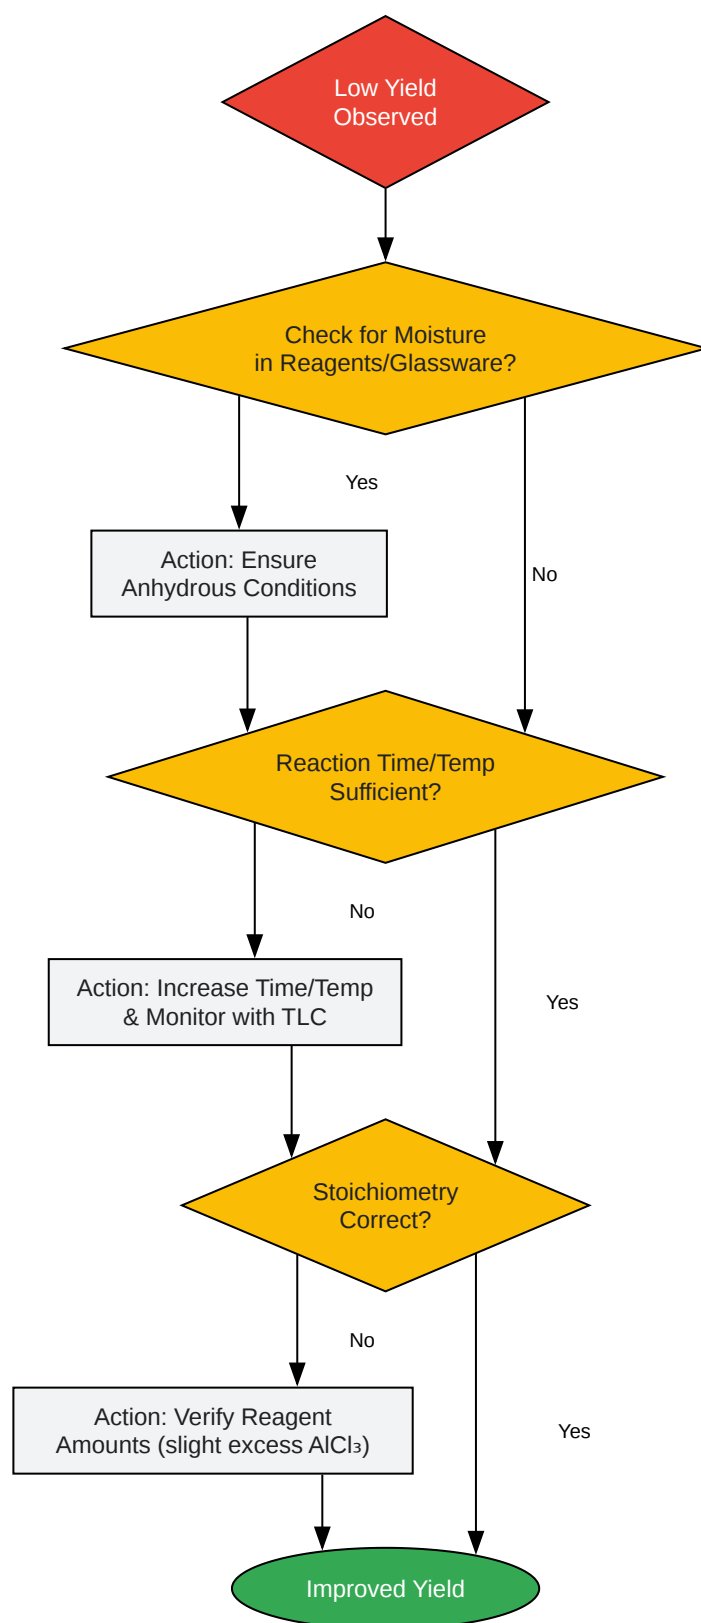 Low Yield
Observed
Check for Moisture
in Reagents/Glassware?
Yes
Action: Ensure
Anhydrous Conditions
No
Reaction Time/Temp
Sufficient?
No
Action: Increase Time/Temp
& Monitor with TLC
Yes
Stoichiometry
Correct?
No
Action: Verify Reagent
Amounts (slight excess AlCl₃)
Yes
Improved Yield